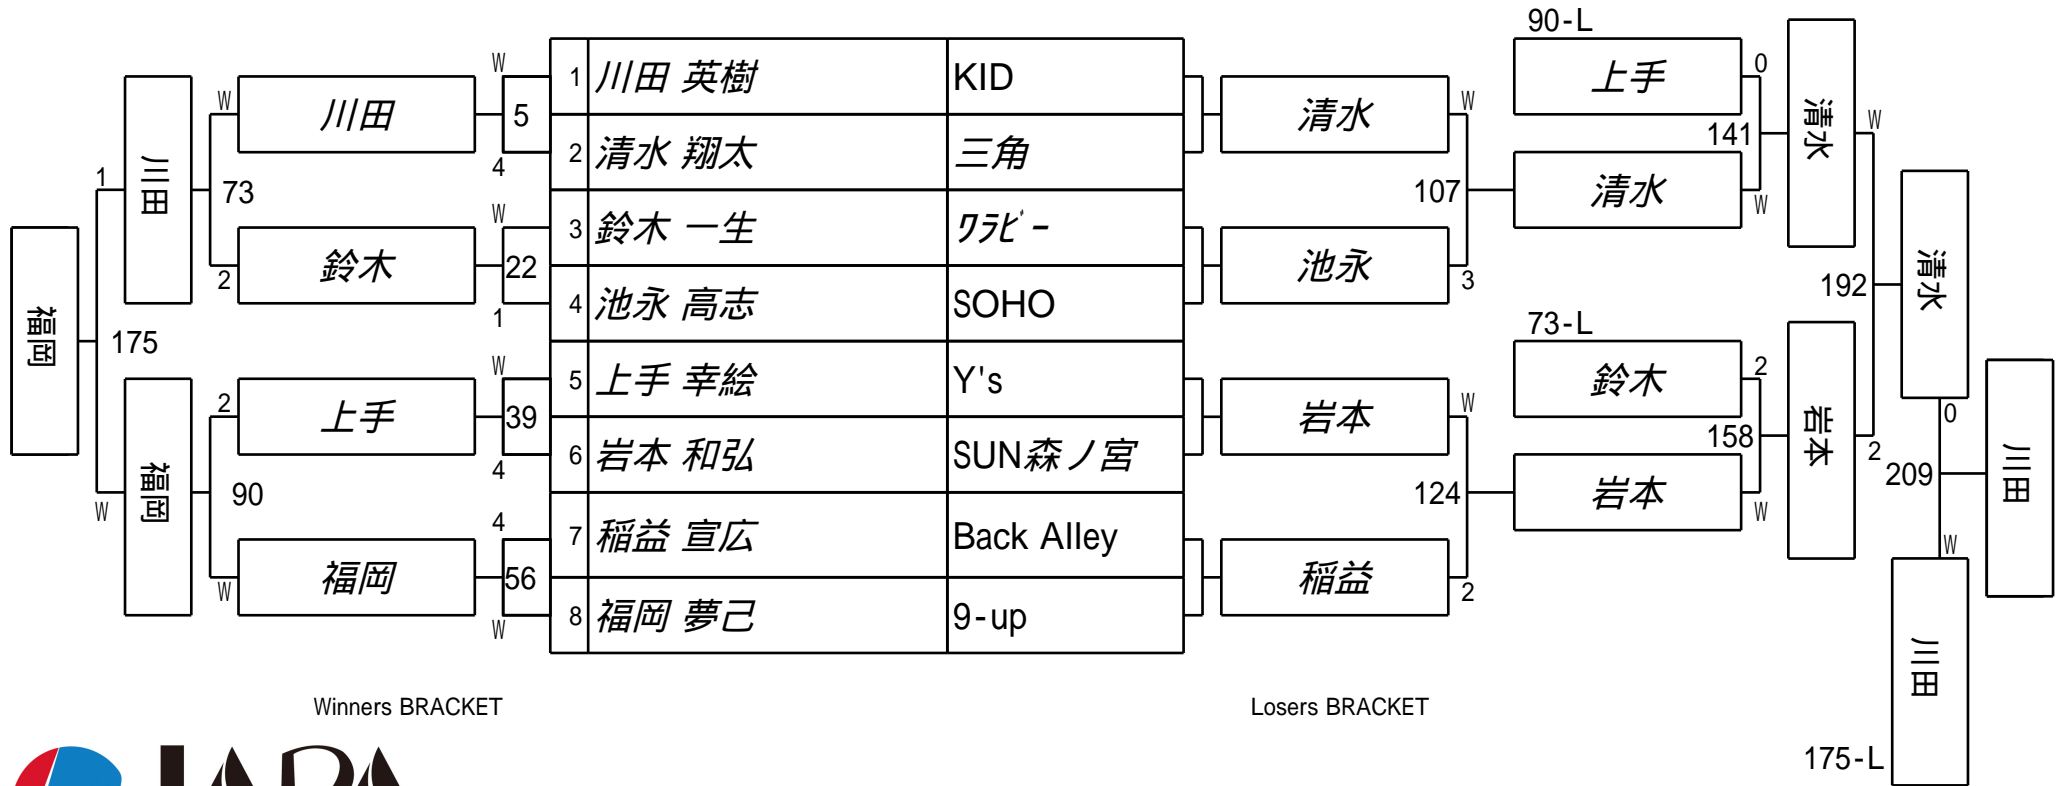 90-L
W
1 川田 英樹 KID
上手
0
W
川田
5
清水
W
清水
W
141
4
2 清水 翔太 三角
川田
1
73
W
3 鈴木 一生 ﾜﾗﾋﾞｰ
107
清水
W
2
鈴木
22
池永
3
清水
192
1
4 池永 高志 SOHO
福岡
175
73-L
W
5 上手 幸絵 Y's
鈴木
2
2
上手
39
岩本
W
岩本
2
0
158
4
6 岩本 和弘 SUN森ノ宮
福岡
W
90
124
岩本
W
209
川田
4
7 稲益 宣広 Back Alley
W
福岡
56
稲益
2
W
8 福岡 夢己 9-up
W
川田
Winners BRACKET
Losers BRACKET
175-L